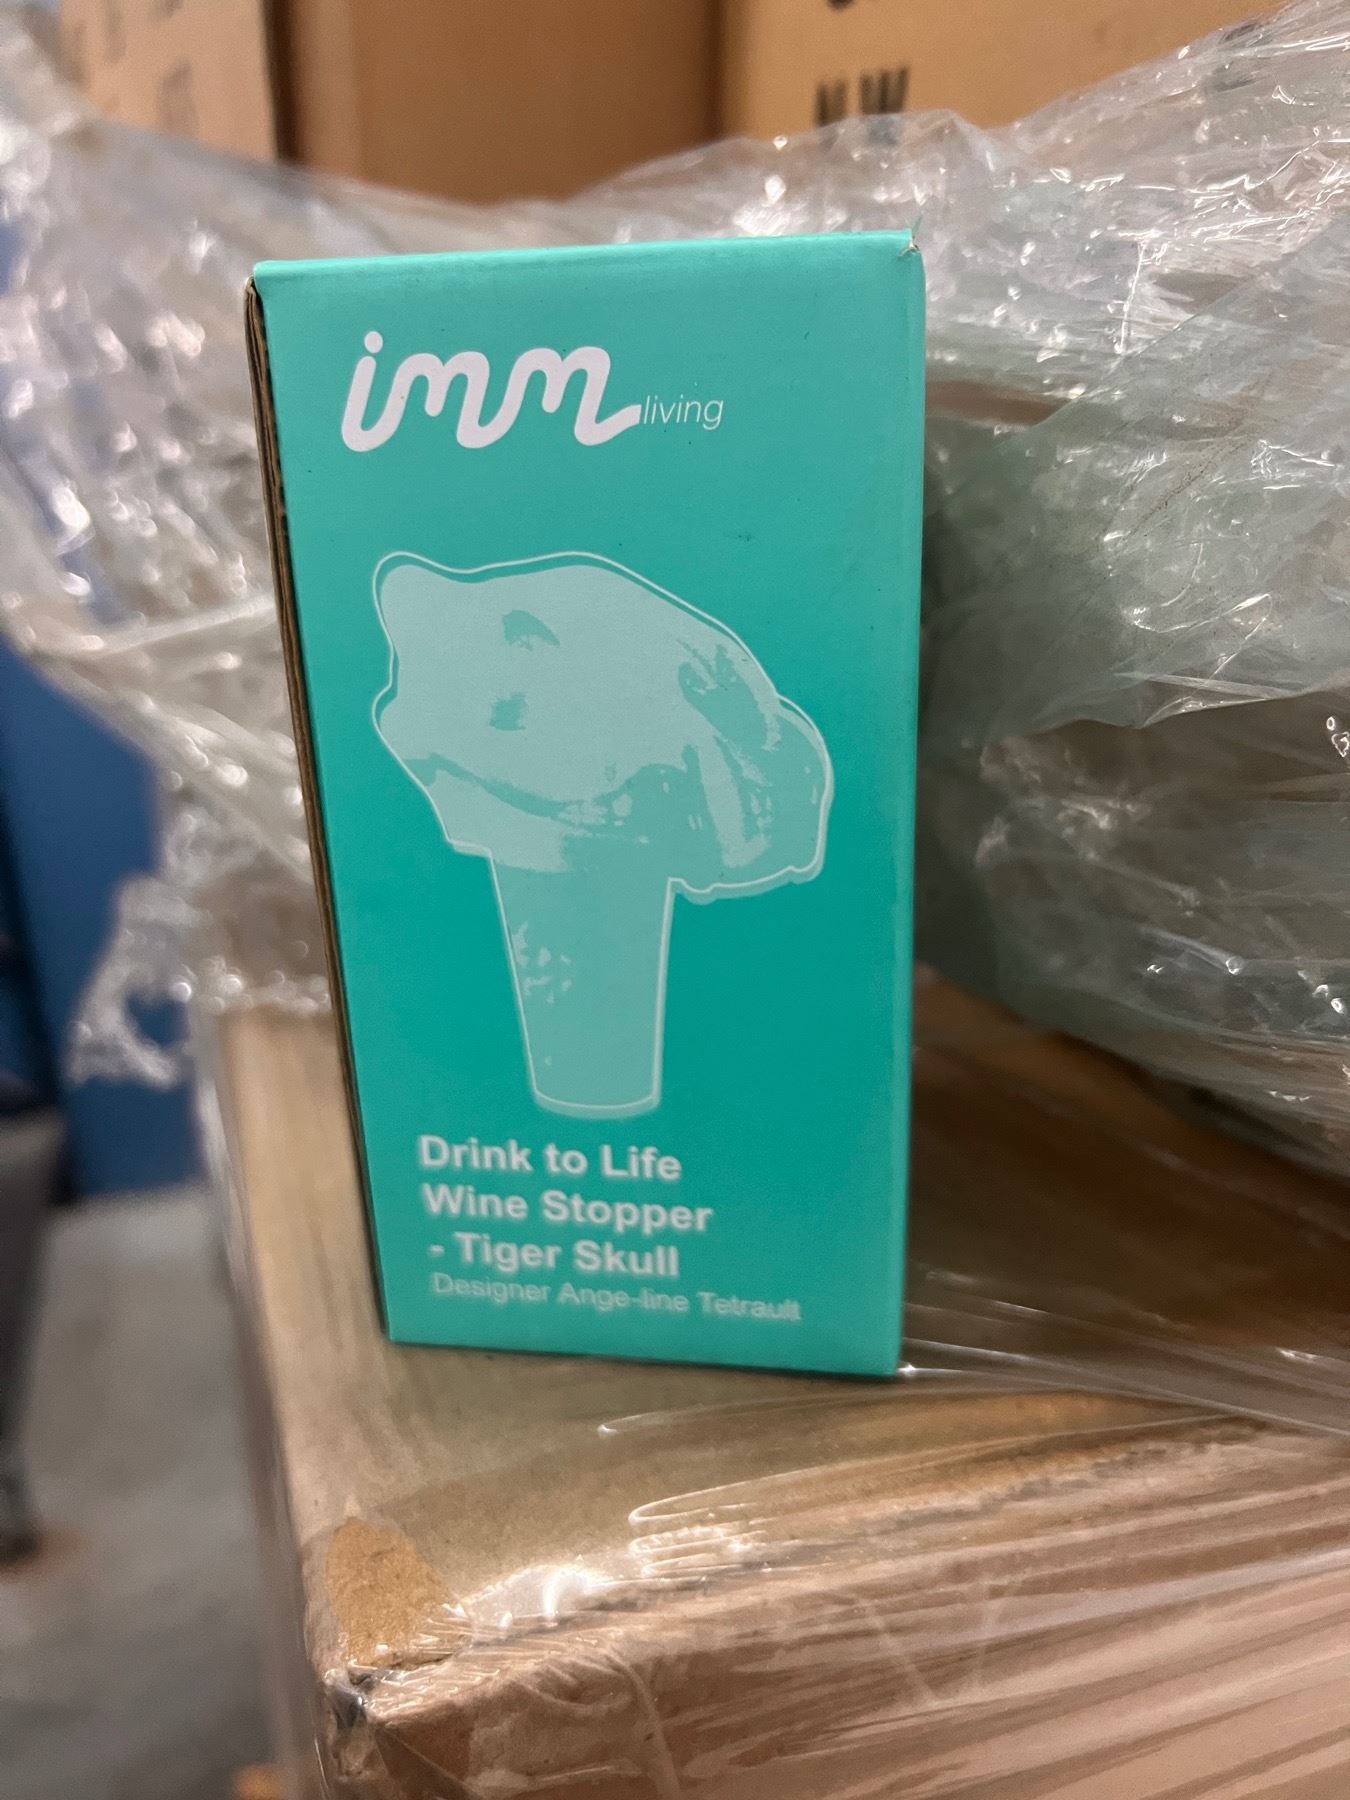 N.W
imm living
Drink to Life
Wine Stopper
- Tiger Skull
Designer Ange-line Tetrault